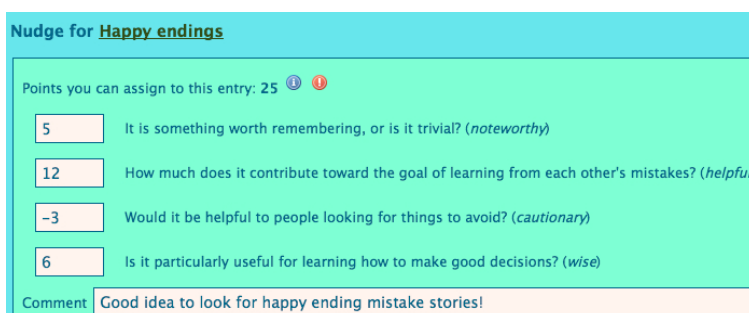 Nudge for Happy endings
Points you can assign to this entry: 25
5 It is something worth remembering, or is it trivial? (noteworthy)
12 How much does it contribute toward the goal of learning from each other's mistakes? (helpfu
-3 Would it be helpful to people looking for things to avoid? (cautionary)
6 Is it particularly useful for learning how to make good decisions? (wise)
Comment Good idea to look for happy ending mistake stories!